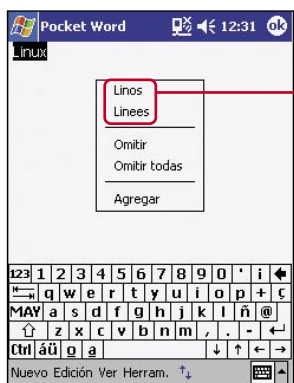 Pocket Word 12:31 ok
Linux
Linos
Linees
Omitir
Omitir todas
Agregar
123 1 2 3 4 5 6 7 8 9 0 ' ¡
q w e r t y u i o p + ç
MAY a s d f g h j k l ñ @
z x c v b n m , . -
Ctrl áü o a ↓ ↑ ← →
Nuevo Edición Ver Herram.